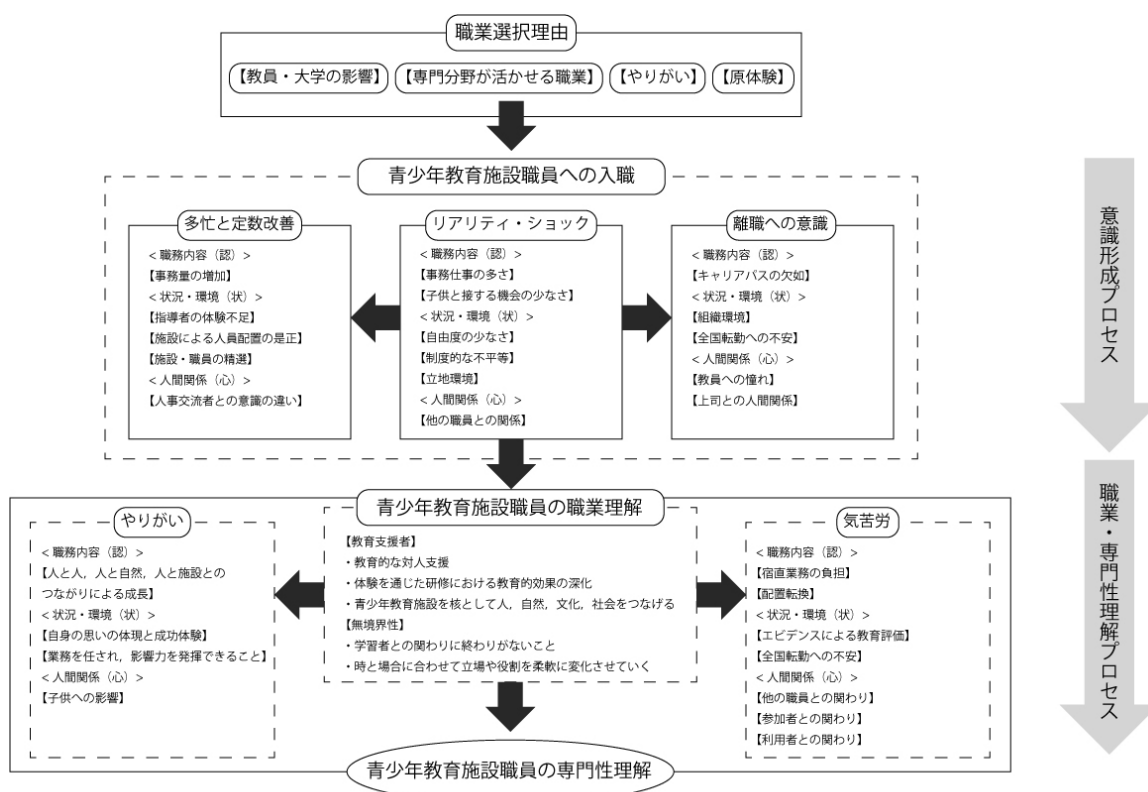 職業選択理由
【教員・大学の影響】
【専門分野が活かせる職業】
【やりがい】
【原体験】
青少年教育施設職員への入職
多忙と定数改善
＜職務内容（認）＞
【事務量の増加】
＜状況・環境（状）＞
【指導者の体験不足】
【施設による人員配置の是正】
【施設・職員の精選】
＜人間関係（心）＞
【人事交流者との意識の違い】
リアリティ・ショック
＜職務内容（認）＞
【事務仕事の多さ】
【子供と接する機会の少なさ】
＜状況・環境（状）＞
【自由度の少なさ】
【制度的な不平等】
【立地環境】
＜人間関係（心）＞
【他の職員との関係】
離職への意識
＜職務内容（認）＞
【キャリアパスの欠如】
＜状況・環境（状）＞
【組織環境】
【全国転勤への不安】
＜人間関係（心）＞
【教員への憧れ】
【上司との人間関係】
意識形成プロセス
青少年教育施設職員の職業理解
やりがい
＜職務内容（認）＞
【人と人，人と自然，人と施設との
つながりによる成長】
＜状況・環境（状）＞
【自身の思いの体現と成功体験】
【業務を任され，影響力を発揮できること】
＜人間関係（心）＞
【子供への影響】
【教育支援者】
・教育的な対人支援
・体験を通じた研修における教育的効果の深化
・青少年教育施設を核として人，自然，文化，社会をつなげる
【無境界性】
・学習者との関わりに終わりがないこと
・時と場合に合わせて立場や役割を柔軟に変化させていく
気苦労
＜職務内容（認）＞
【宿直業務の負担】
【配置転換】
＜状況・環境（状）＞
【エビデンスによる教育評価】
【全国転勤への不安】
＜人間関係（心）＞
【他の職員との関わり】
【参加者との関わり】
【利用者との関わり】
職業・専門性理解プロセス
青少年教育施設職員の専門性理解